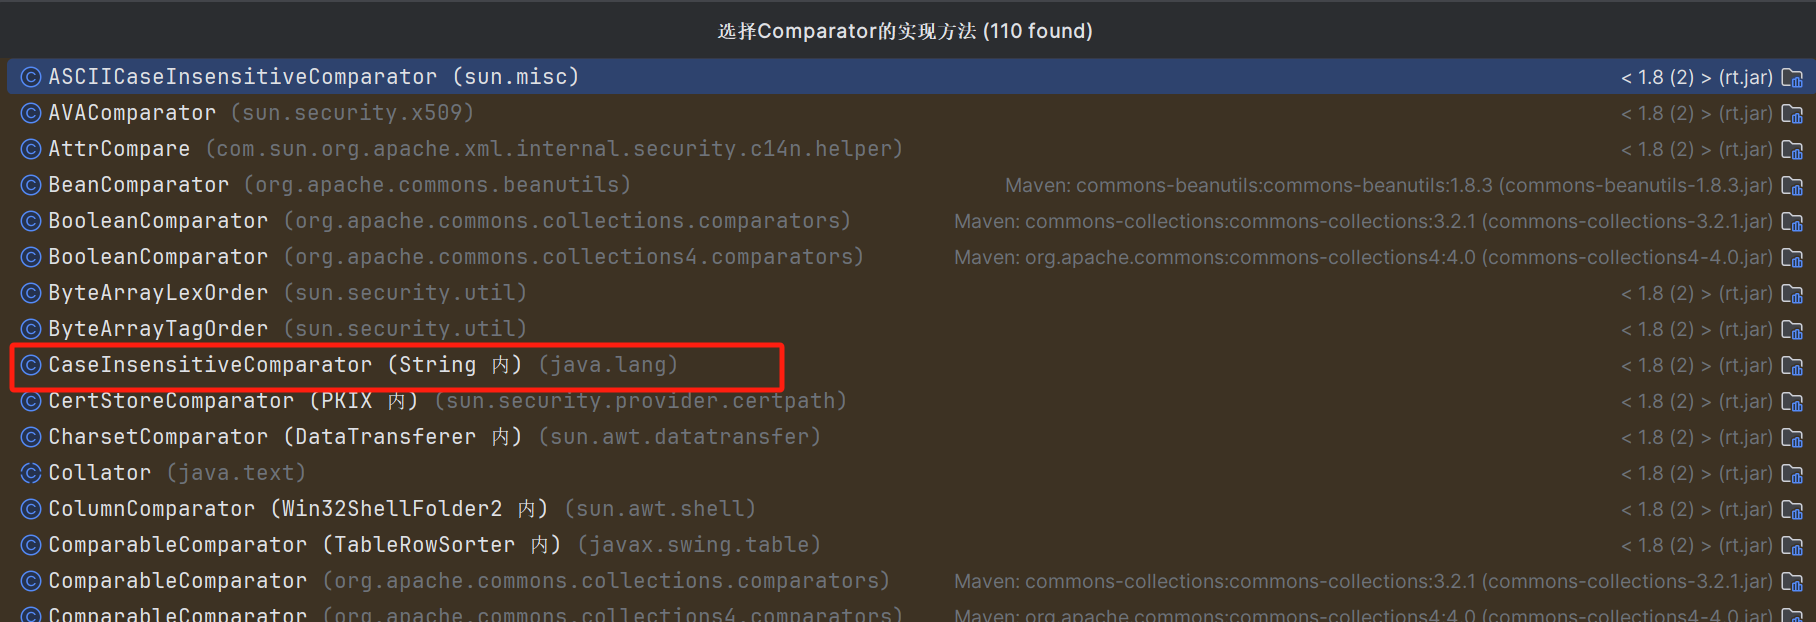 选择Comparator的实现方法 (110 found)
ASCIICaseInsensitiveComparator (sun.misc) < 1.8 (2) > (rt.jar)
AVAComparator (sun.security.x509) < 1.8 (2) > (rt.jar)
AttrCompare (com.sun.org.apache.xml.internal.security.c14n.helper) < 1.8 (2) > (rt.jar)
BeanComparator (org.apache.commons.beanutils) Maven: commons-beanutils:commons-beanutils:1.8.3 (commons-beanutils-1.8.3.jar)
BooleanComparator (org.apache.commons.collections.comparators) Maven: commons-collections:commons-collections:3.2.1 (commons-collections-3.2.1.jar)
BooleanComparator (org.apache.commons.collections4.comparators) Maven: org.apache.commons:commons-collections4:4.0 (commons-collections4-4.0.jar)
ByteArrayLexOrder (sun.security.util) < 1.8 (2) > (rt.jar)
ByteArrayTagOrder (sun.security.util) < 1.8 (2) > (rt.jar)
CaseInsensitiveComparator (String 内) (java.lang) < 1.8 (2) > (rt.jar)
CertStoreComparator (PKIX 内) (sun.security.provider.certpath) < 1.8 (2) > (rt.jar)
CharsetComparator (DataTransferer 内) (sun.awt.datatransfer) < 1.8 (2) > (rt.jar)
Collator (java.text) < 1.8 (2) > (rt.jar)
ColumnComparator (Win32ShellFolder2 内) (sun.awt.shell) < 1.8 (2) > (rt.jar)
ComparableComparator (TableRowSorter 内) (javax.swing.table) < 1.8 (2) > (rt.jar)
ComparableComparator (org.apache.commons.collections.comparators) Maven: commons-collections:commons-collections:3.2.1 (commons-collections-3.2.1.jar)
ComparableComparator (org.apache.commons.collections4.comparators) Maven: org.apache.commons:commons-collections4:4.0 (commons-collections4-4.0.jar)